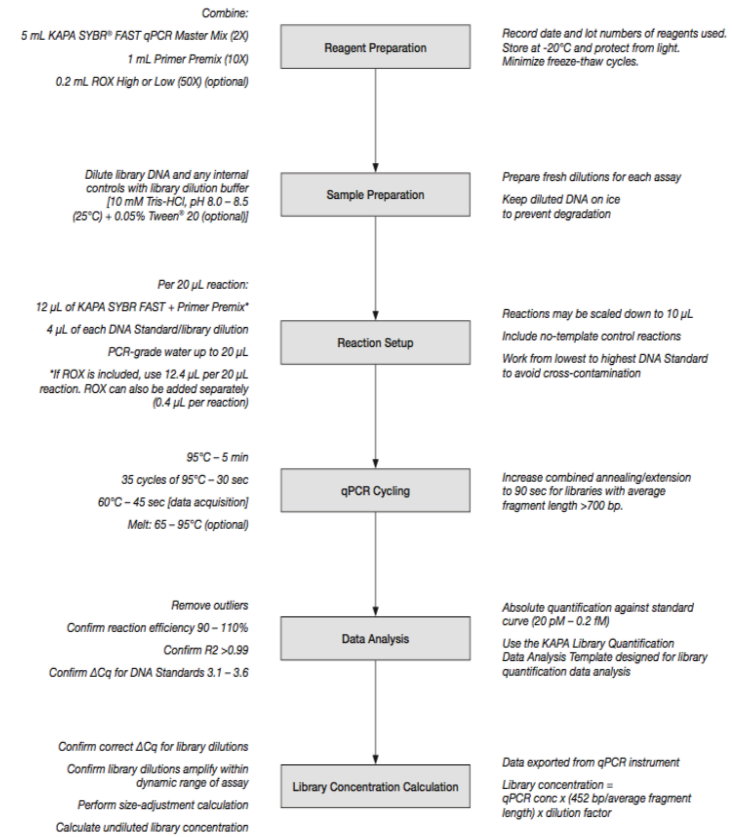 Combine:
5 mL KAPA SYBR® FAST qPCR Master Mix (2X)
1 mL Primer Premix (10X)
0.2 mL ROX High or Low (50X) (optional)
Reagent Preparation
Record date and lot numbers of reagents used.
Store at -20°C and protect from light.
Minimize freeze-thaw cycles.
Dilute library DNA and any internal
controls with library dilution buffer
[10 mM Tris-HCl, pH 8.0 – 8.5
(25°C) + 0.05% Tween® 20 (optional)]
Sample Preparation
Prepare fresh dilutions for each assay
Keep diluted DNA on ice
to prevent degradation
Per 20 µL reaction:
12 µL of KAPA SYBR FAST + Primer Premix*
4 µL of each DNA Standard/library dilution
PCR-grade water up to 20 µL
*If ROX is included, use 12.4 µL per 20 µL
reaction. ROX can also be added separately
(0.4 µL per reaction)
Reaction Setup
Reactions may be scaled down to 10 µL
Include no-template control reactions
Work from lowest to highest DNA Standard
to avoid cross-contamination
95°C – 5 min
35 cycles of 95°C – 30 sec
60°C – 45 sec [data acquisition]
Melt: 65 – 95°C (optional)
qPCR Cycling
Increase combined annealing/extension
to 90 sec for libraries with average
fragment length >700 bp.
Remove outliers
Confirm reaction efficiency 90 – 110%
Confirm R2 >0.99
Confirm ΔCq for DNA Standards 3.1 – 3.6
Data Analysis
Absolute quantification against standard
curve (20 pM – 0.2 fM)
Use the KAPA Library Quantification
Data Analysis Template designed for library
quantification data analysis
Confirm correct ΔCq for library dilutions
Confirm library dilutions amplify within
dynamic range of assay
Perform size-adjustment calculation
Calculate undiluted library concentration
Library Concentration Calculation
Data exported from qPCR instrument
Library concentration =
qPCR conc x (452 bp/average fragment
length) x dilution factor